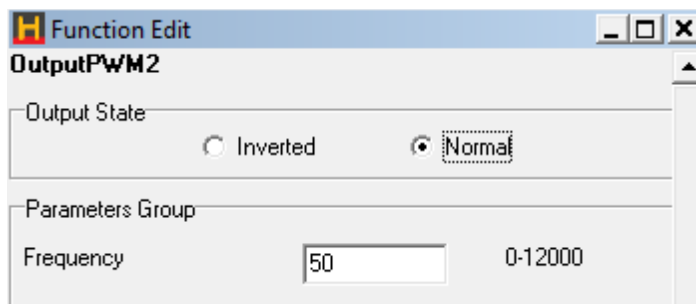 Function Edit
OutputPWM2
Output State
Inverted Normal
Parameters Group
Frequency 50 0-12000